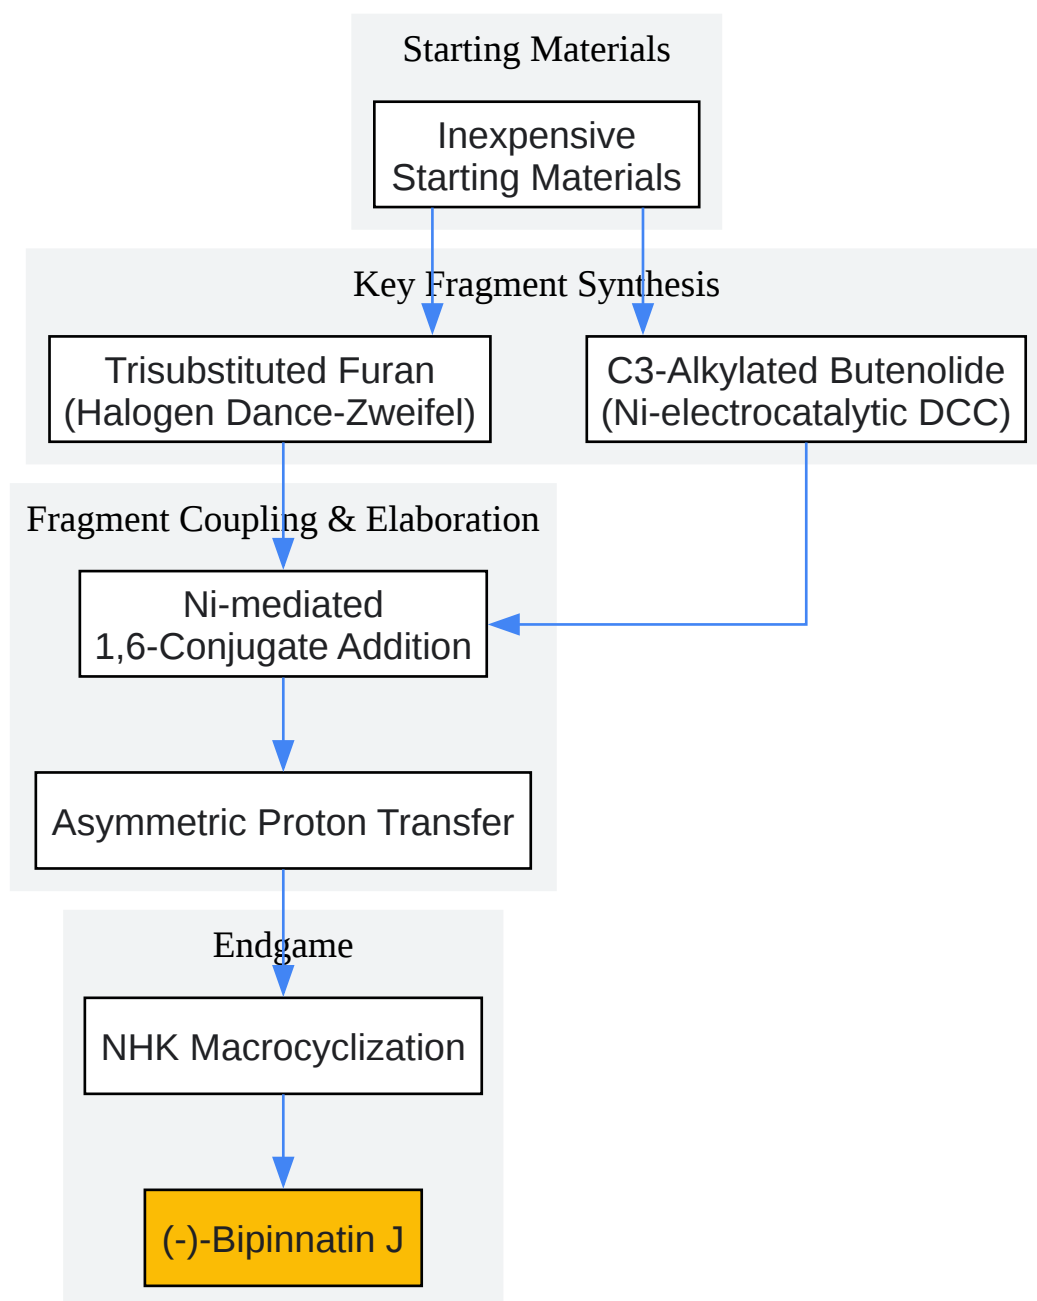 Starting Materials
Inexpensive
Starting Materials
Key Fragment Synthesis
Trisubstituted Furan
(Halogen Dance-Zweifel)
C3-Alkylated Butenolide
(Ni-electrocatalytic DCC)
Fragment Coupling & Elaboration
Ni-mediated
1,6-Conjugate Addition
Asymmetric Proton Transfer
Endgame
NHK Macrocyclization
(-)-Bipinnatin J